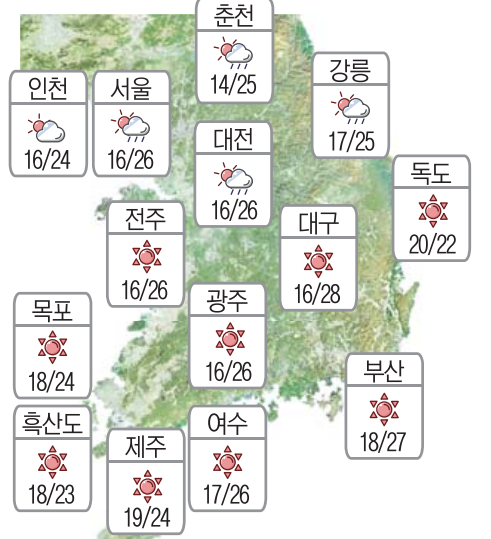 춘천
14/25
강릉
17/25
인천
16/24
서울
16/26
대전
16/26
독도
20/22
전주
16/26
대구
16/28
광주
16/26
목포
18/24
부산
18/27
흑산도
18/23
제주
19/24
여수
17/26